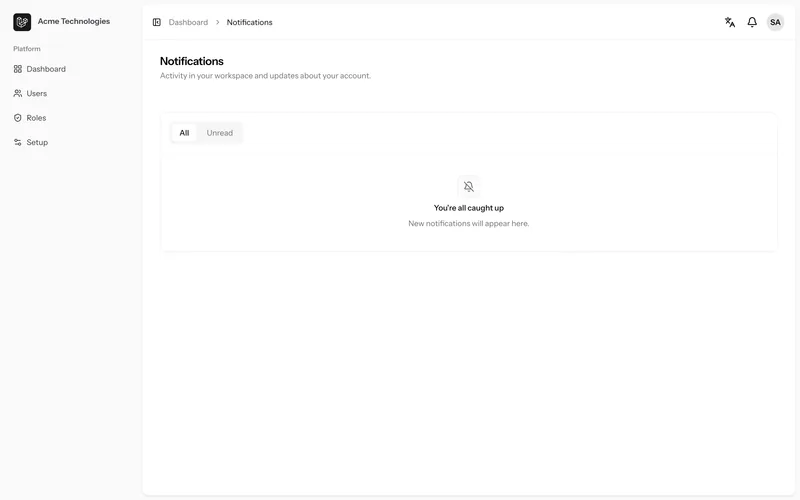 Acme Technologies
Platform
Dashboard
Users
Roles
Setup
Dashboard > Notifications
SA
Notifications
Activity in your workspace and updates about your account.
All Unread
You're all caught up
New notifications will appear here.